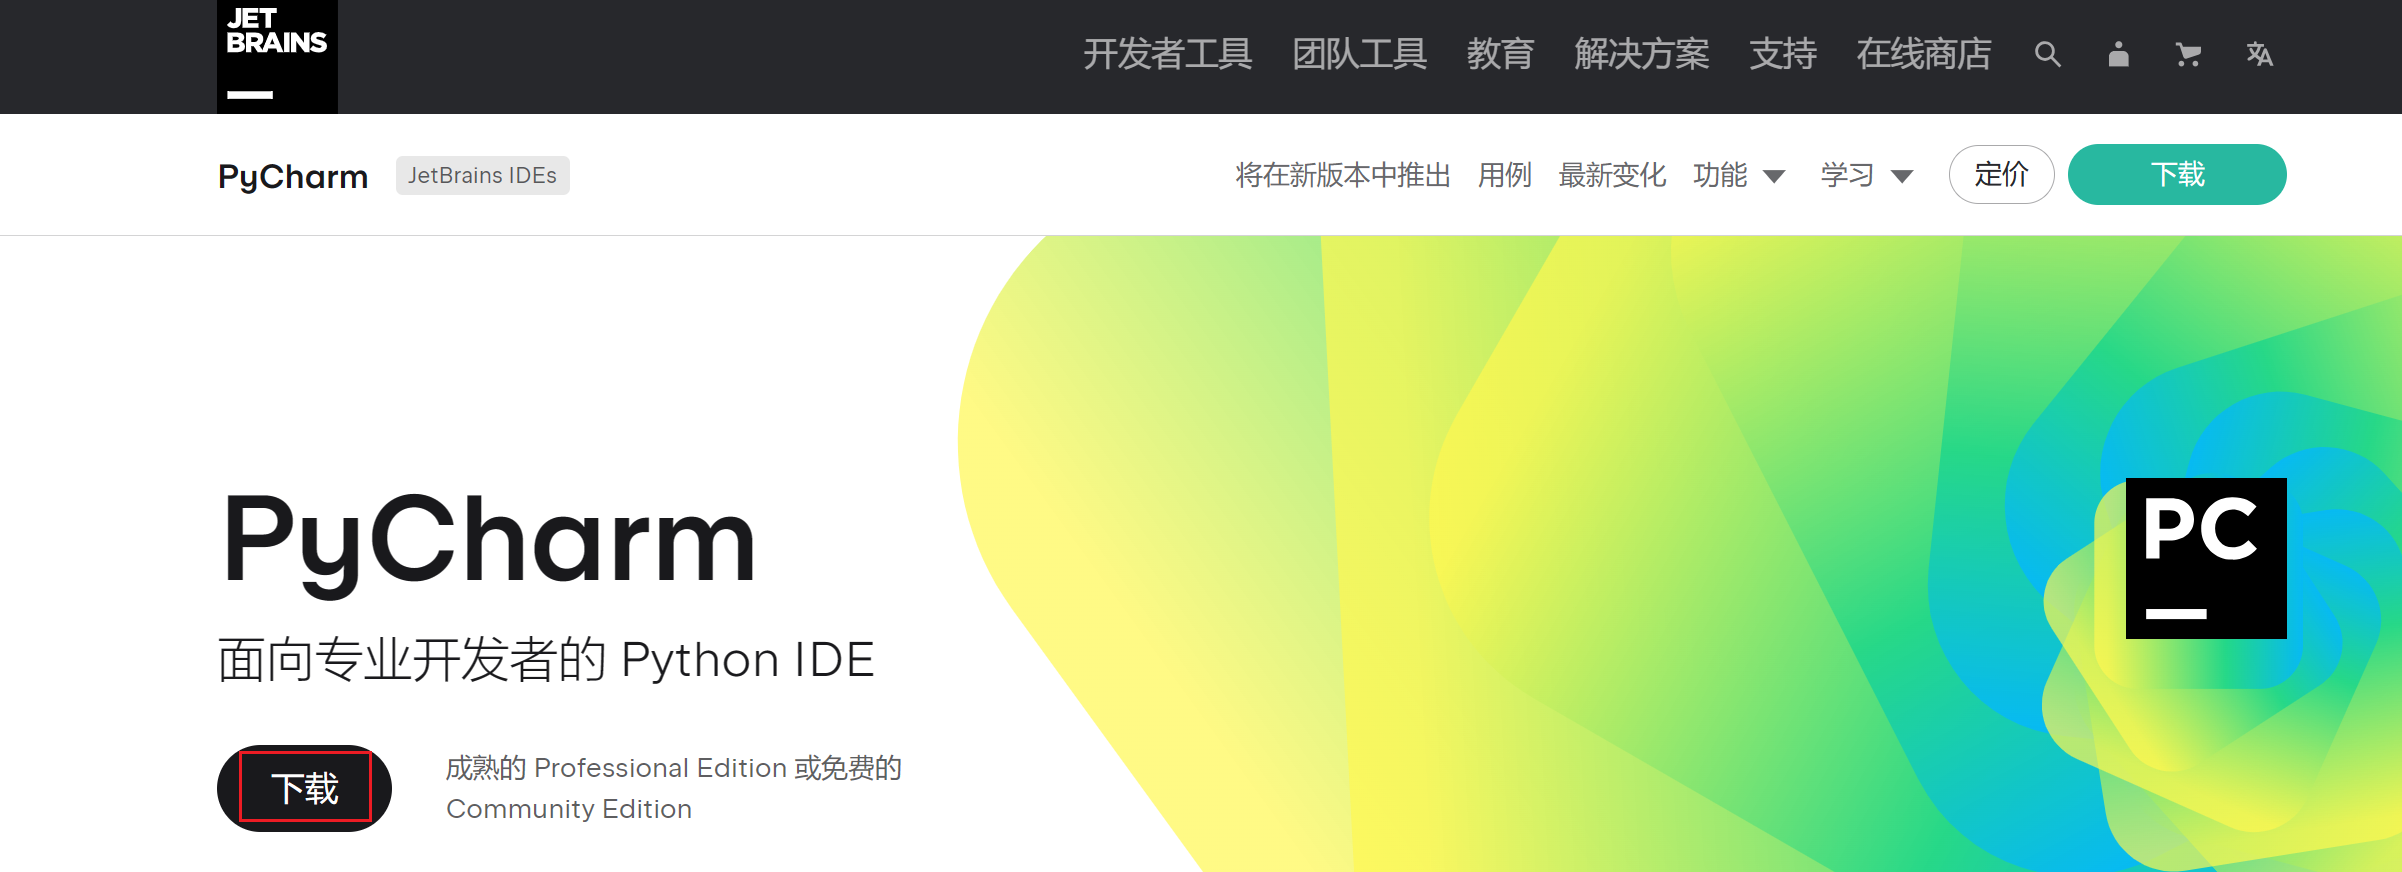 JET
BRAINS
开发者工具 团队工具 教育 解决方案 支持 在线商店
PyCharm JetBrains IDEs 将在新版本中推出 用例 最新变化 功能 学习 定价 下载
PyCharm
面向专业开发者的 Python IDE
下载
成熟的 Professional Edition 或免费的
Community Edition
PC